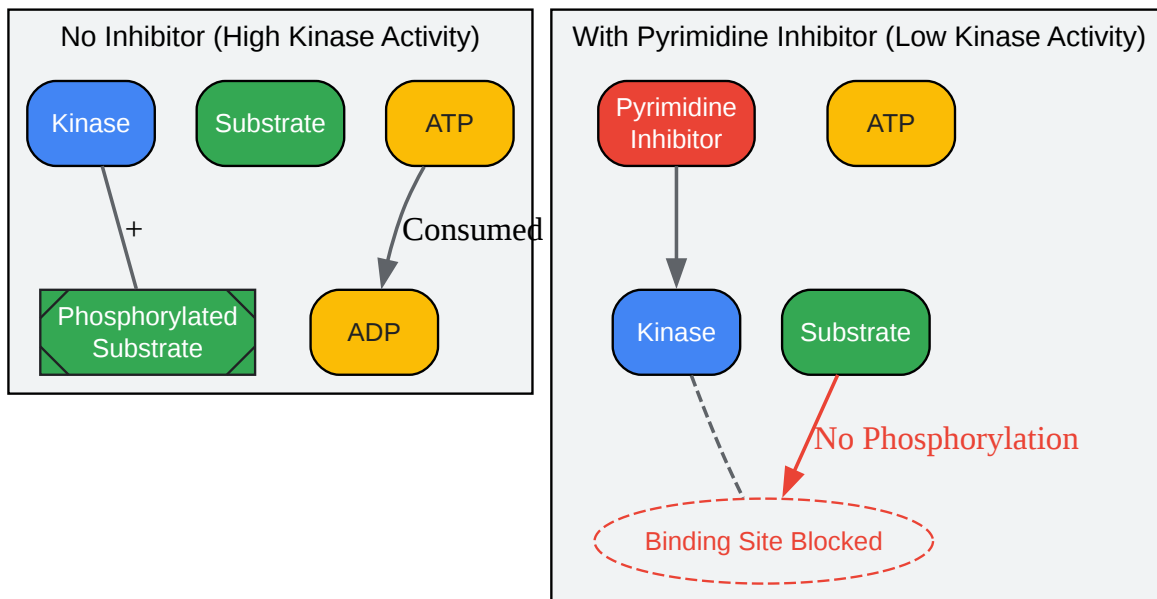 No Inhibitor (High Kinase Activity)
Kinase
Substrate
ATP
+
Consumed
Phosphorylated
Substrate
ADP
With Pyrimidine Inhibitor (Low Kinase Activity)
Pyrimidine
Inhibitor
ATP
Kinase
Substrate
No Phosphorylation
Binding Site Blocked